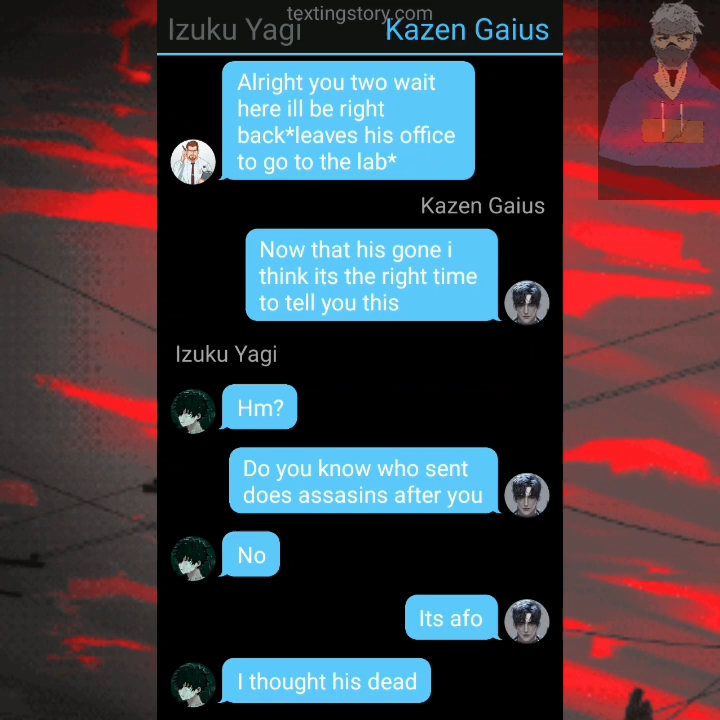 textingstory.com
Izuku Yagi
Kazen Gaius
Alright you two wait
here ill be right
back*leaves his office
to go to the lab*
Kazen Gaius
Now that his gone i
think its the right time
to tell you this
Izuku Yagi
Hm?
Do you know who sent
does assasins after you
No
Its afo
I thought his dead